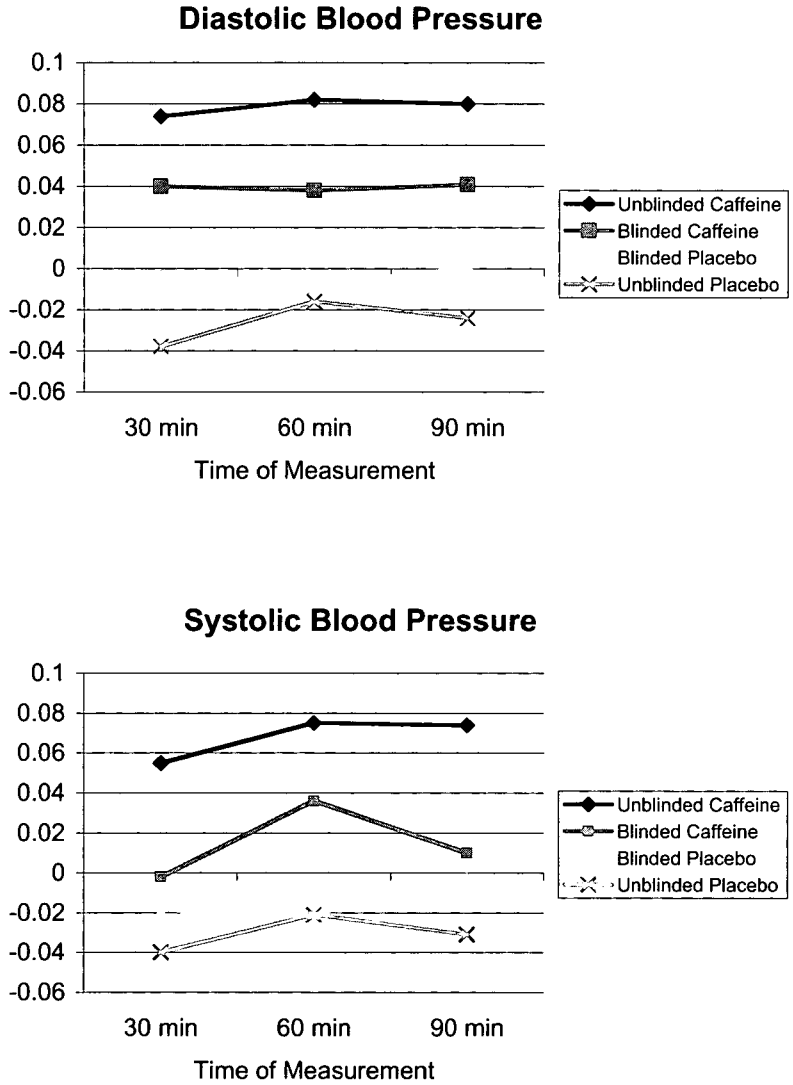 Diastolic Blood Pressure
0.1
0.08
0.06
0.04
0.02
0
-0.02
-0.04
-0.06
30 min 60 min 90 min
Time of Measurement
Unblinded Caffeine
Blinded Caffeine
Blinded Placebo
Unblinded Placebo
Systolic Blood Pressure
0.1
0.08
0.06
0.04
0.02
0
-0.02
-0.04
-0.06
30 min 60 min 90 min
Time of Measurement
Unblinded Caffeine
Blinded Caffeine
Blinded Placebo
Unblinded Placebo